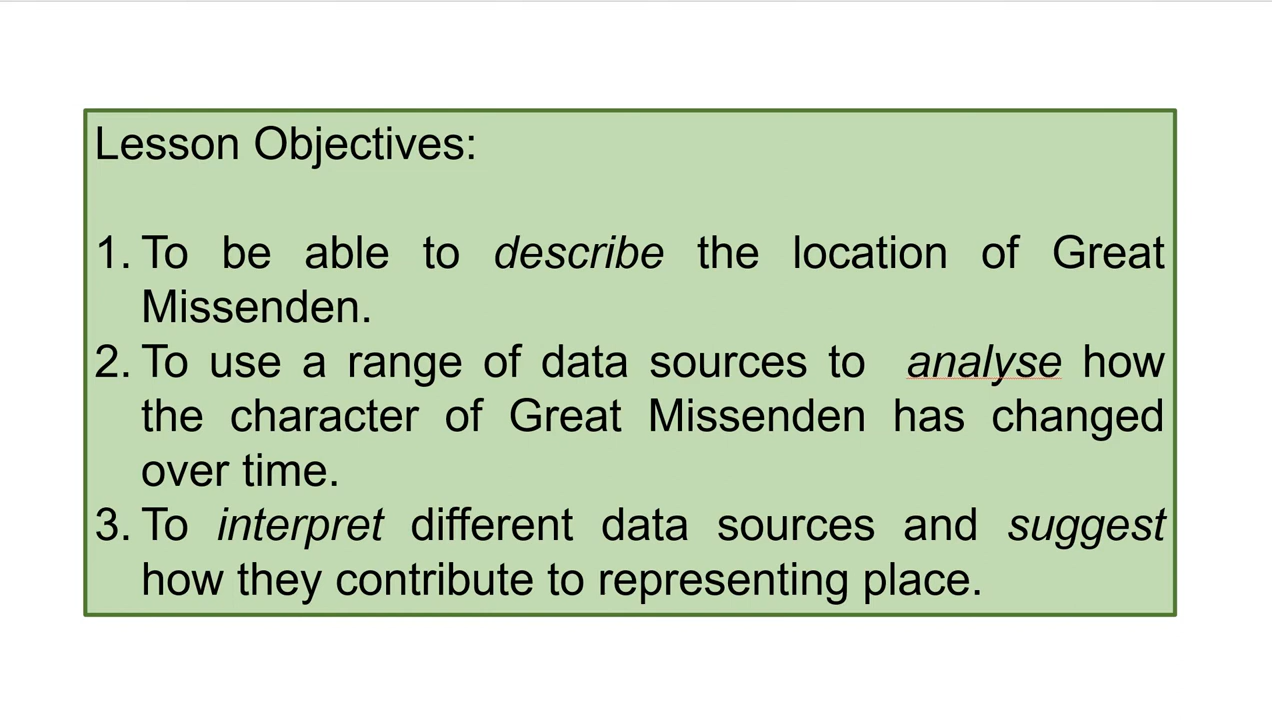 Lesson Objectives:
1. To be able to describe the location of Great
Missenden.
2. To use a range of data sources to analyse how
the character of Great Missenden has changed
over time.
3. To interpret different data sources and suggest
how they contribute to representing place.